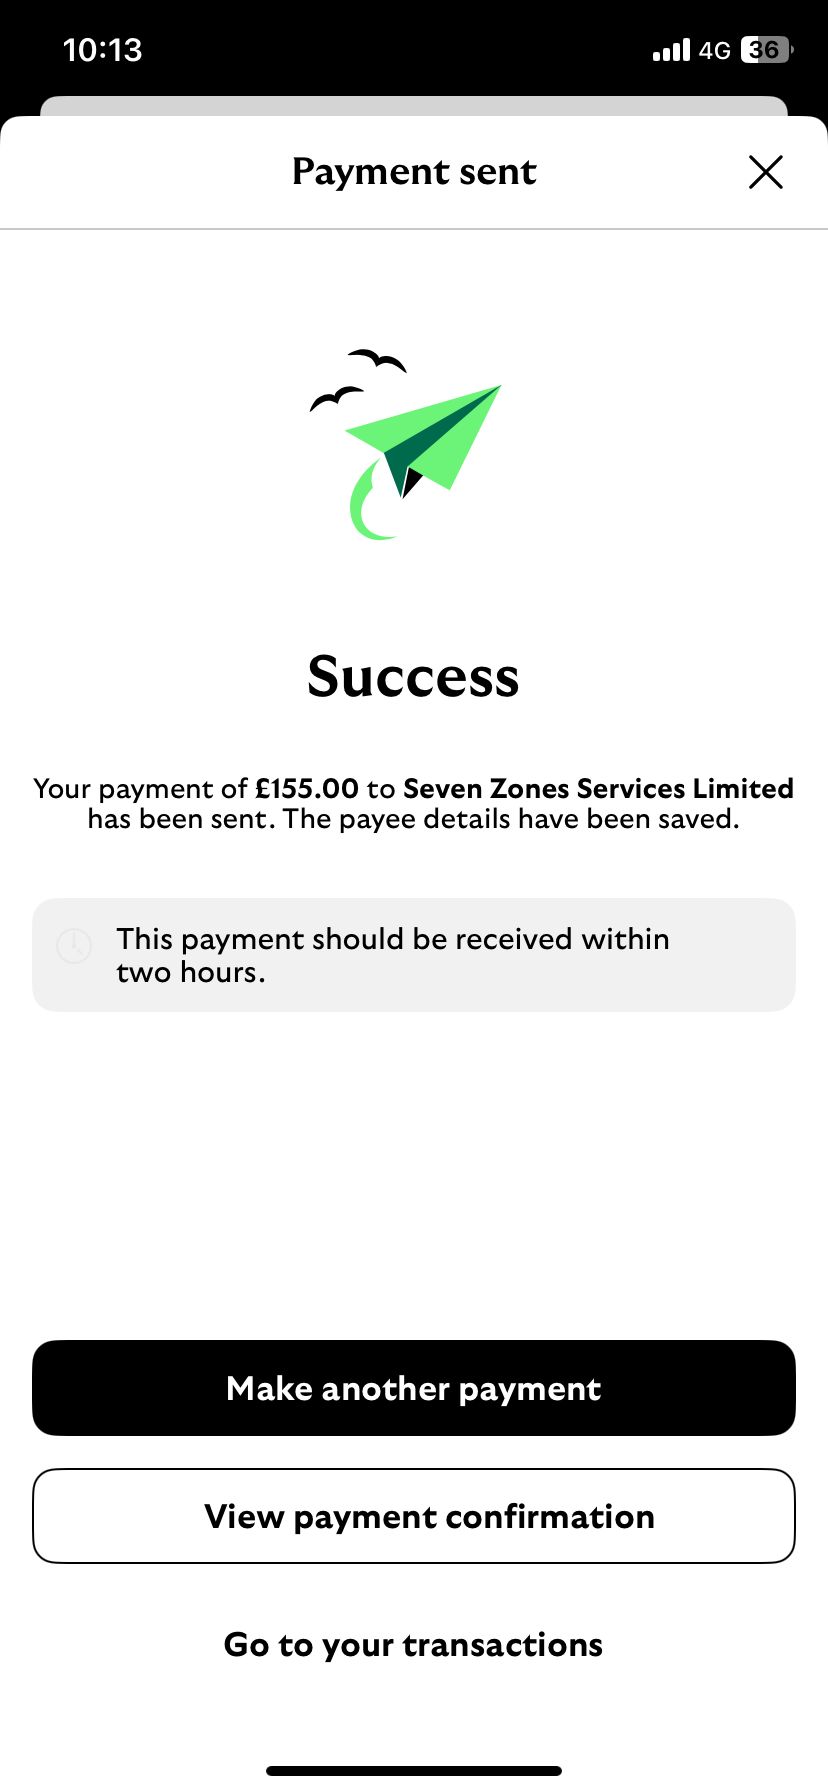 10:13
4G 36
Payment sent
Success
Your payment of £155.00 to Seven Zones Services Limited
has been sent. The payee details have been saved.
This payment should be received within
two hours.
Make another payment
View payment confirmation
Go to your transactions